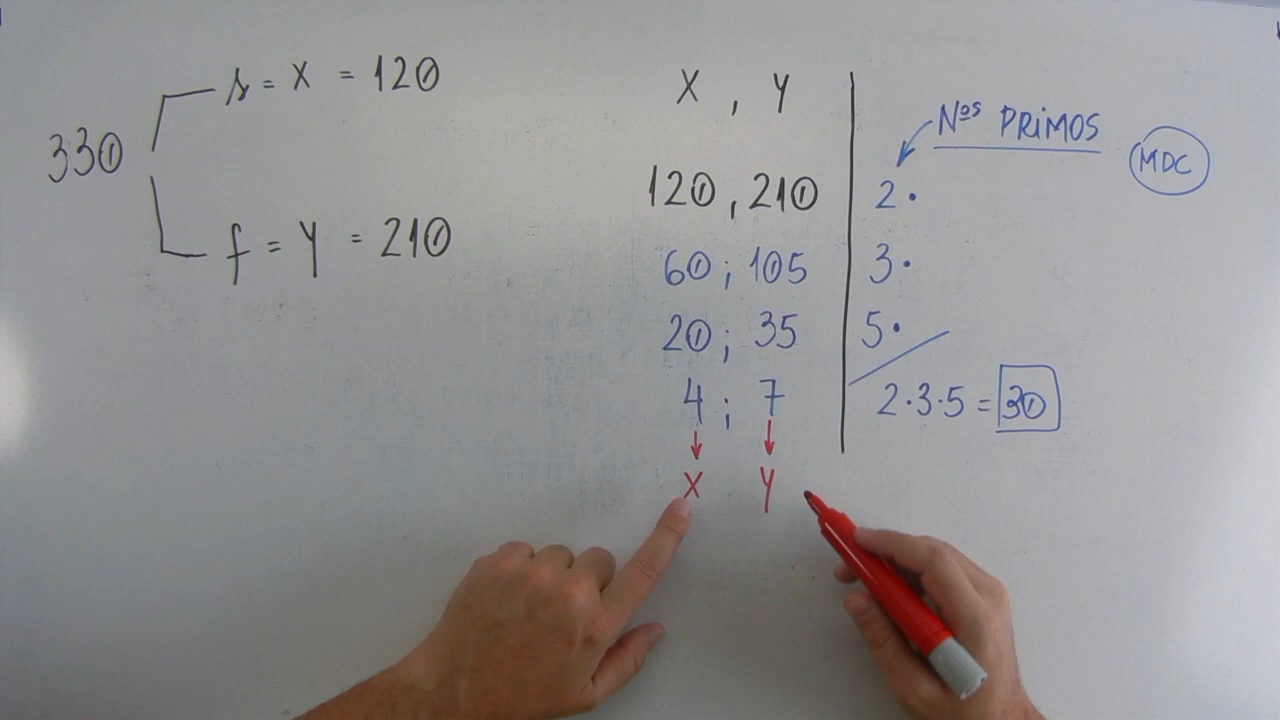 330
s = x = 120
f = y = 210
x , y
120 , 210
60 ; 105
20 ; 35
4 ; 7
x y
Nºs PRIMOS
MDC
2 ·
3 ·
5 ·
2·3·5 = 30